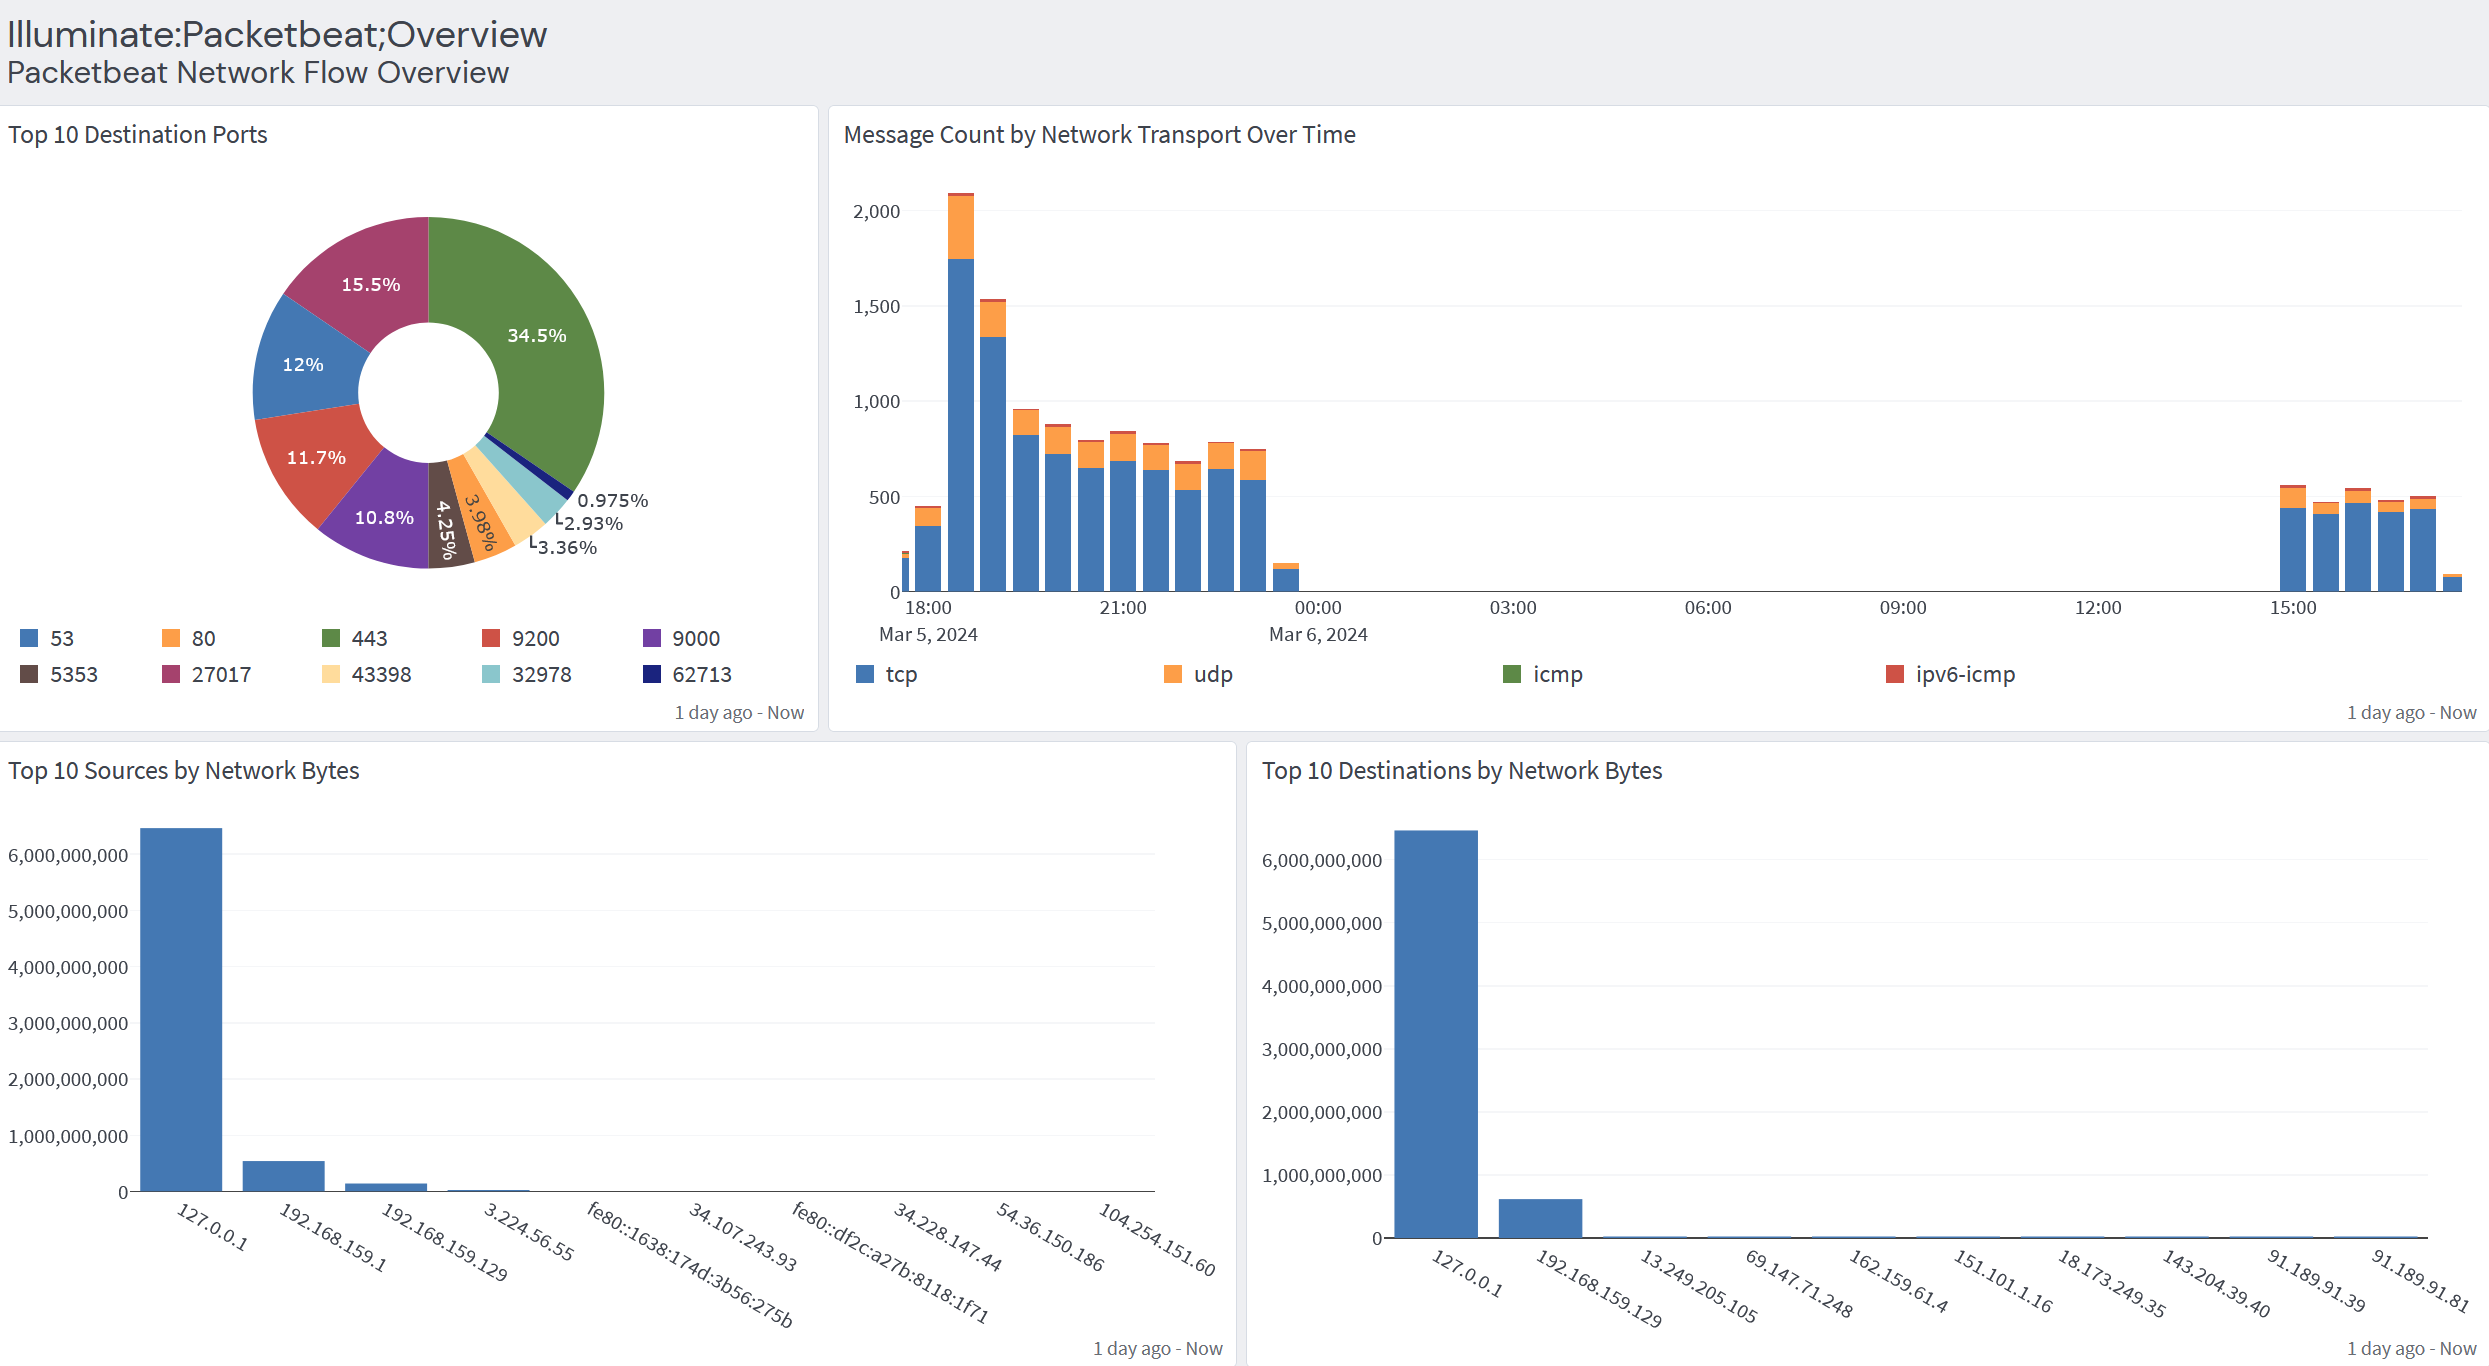 Illuminate:Packetbeat;Overview
Packetbeat Network Flow Overview
Top 10 Destination Ports
34.5%
15.5%
12%
11.7%
10.8%
4.25%
3.98%
3.36%
2.93%
0.975%
53 80 443 9200 9000
5353 27017 43398 32978 62713
1 day ago - Now
Message Count by Network Transport Over Time
2,000
1,500
1,000
500
0
18:00 21:00 00:00 03:00 06:00 09:00 12:00 15:00
Mar 5, 2024 Mar 6, 2024
tcp udp icmp ipv6-icmp
1 day ago - Now
Top 10 Sources by Network Bytes
6,000,000,000
5,000,000,000
4,000,000,000
3,000,000,000
2,000,000,000
1,000,000,000
0
127.0.0.1
192.168.159.1
192.168.159.129
3.224.56.55
fe80::1638:174d:3b56:275b
34.107.243.93
fe80::df2c:a27b:8118:1f71
34.228.147.44
54.36.150.186
104.254.151.60
1 day ago - Now
Top 10 Destinations by Network Bytes
6,000,000,000
5,000,000,000
4,000,000,000
3,000,000,000
2,000,000,000
1,000,000,000
0
127.0.0.1
192.168.159.129
13.249.205.105
69.147.71.248
162.159.61.4
151.101.1.16
18.173.249.35
143.204.39.40
91.189.91.39
91.189.91.81
1 day ago - Now